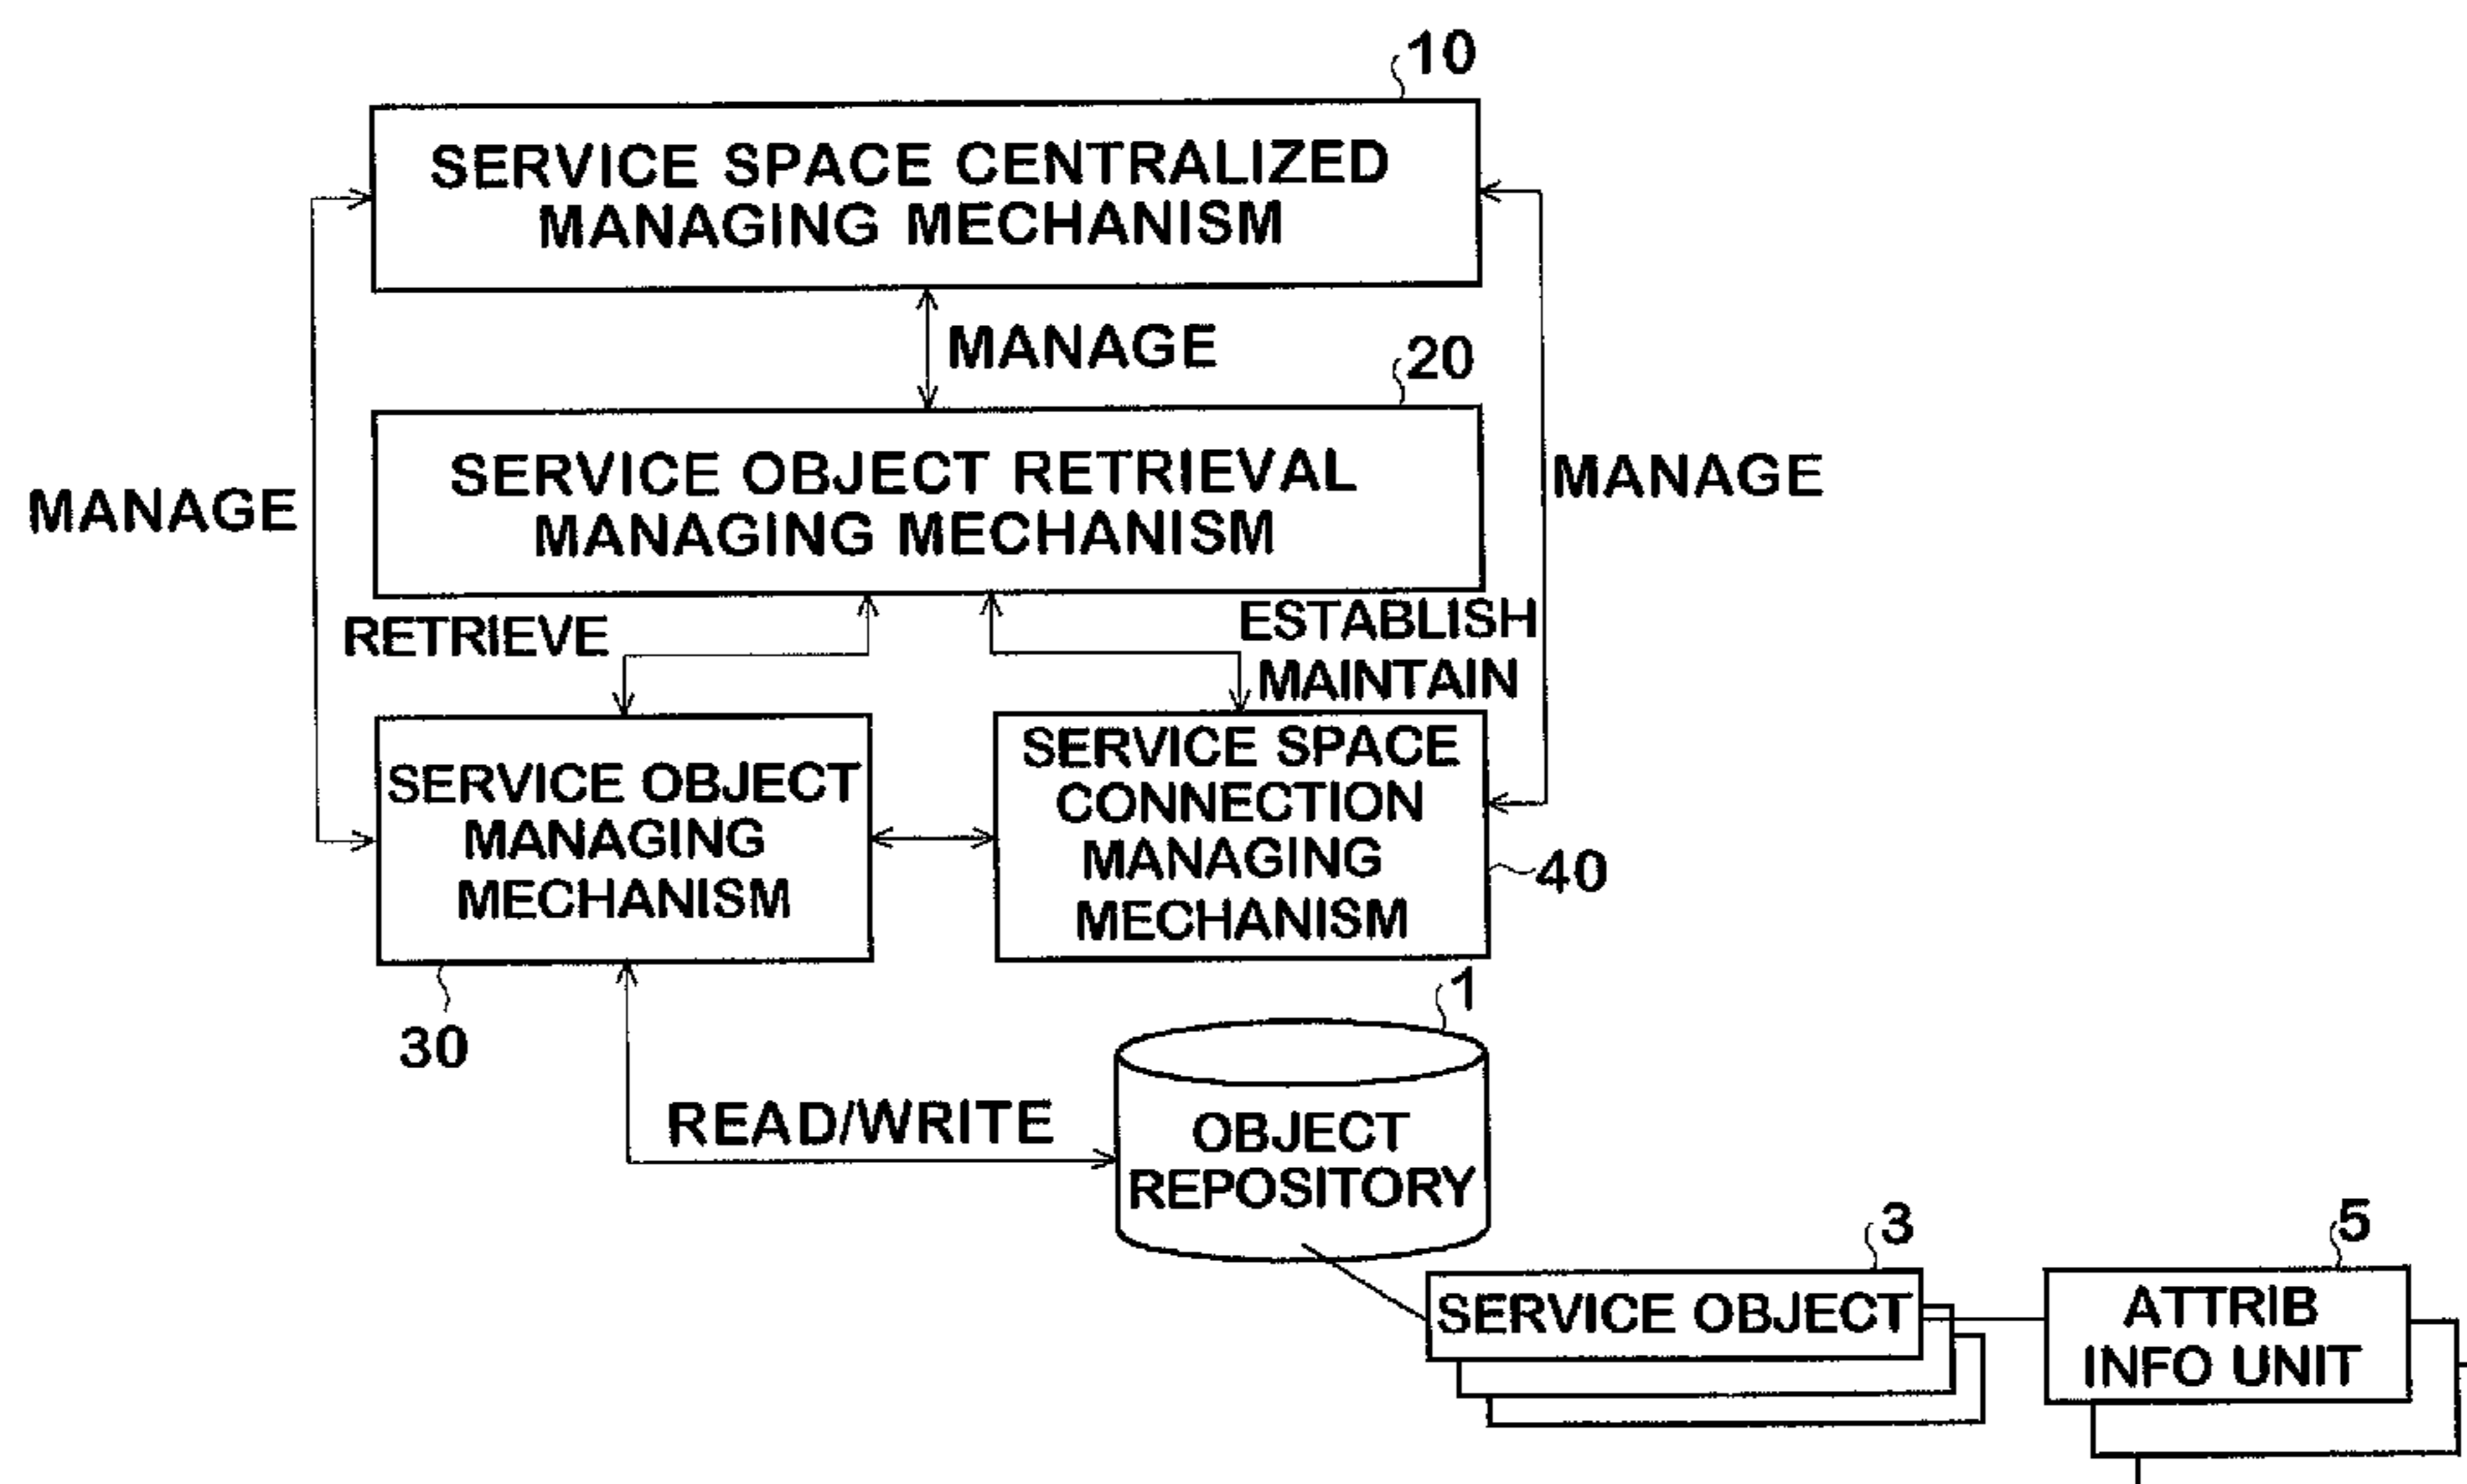 10
SERVICE SPACE CENTRALIZED
MANAGING MECHANISM
MANAGE
20
SERVICE OBJECT RETRIEVAL
MANAGING MECHANISM
MANAGE
MANAGE
RETRIEVE
ESTABLISH
MAINTAIN
SERVICE OBJECT
MANAGING
MECHANISM
30
SERVICE SPACE
CONNECTION
MANAGING
MECHANISM
40
1
READ/WRITE
OBJECT
REPOSITORY
3
SERVICE OBJECT
5
ATTRIB
INFO UNIT